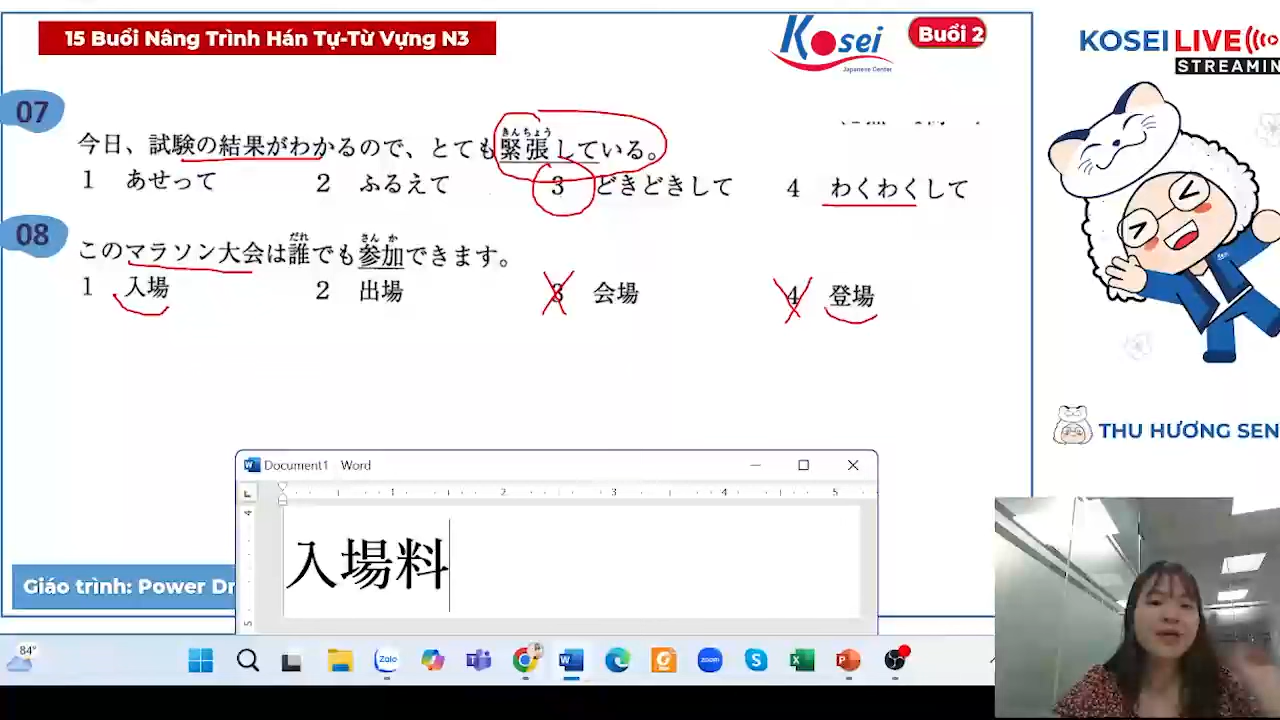 15 Buổi Nâng Trình Hán Tự-Từ Vựng N3
Kosei
Japanese Center
Buổi 2
KOSEI LIVE
STREAMIN
07
きんちょう
今日、試験の結果がわかるので、とても緊張している。
1 あせって 2 ふるえて 3 どきどきして 4 わくわくして
08
だれ さん か
このマラソン大会は誰でも参加できます。
1 入場 2 出場 3 会場 4 登場
THU HƯƠNG SEN
Document1 Word
1 2 3 4 5
入場料
Giáo trình: Power Dr
84°
Zalo
zoom